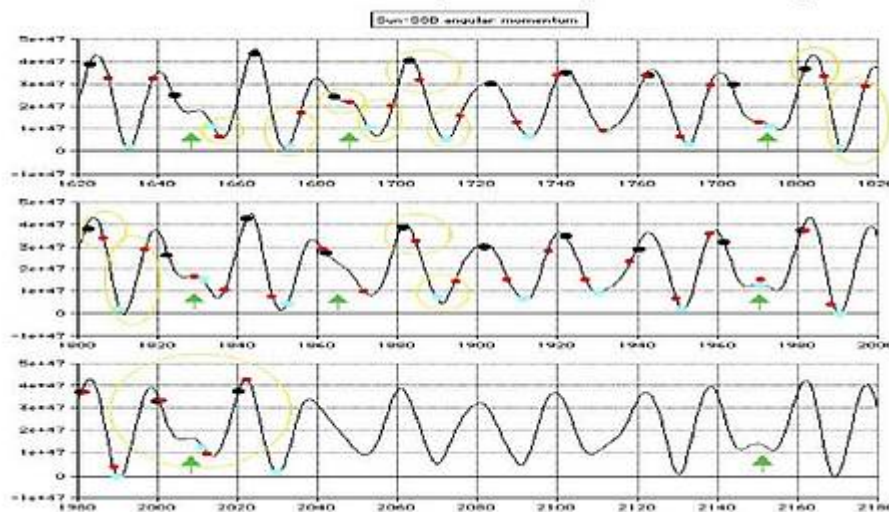 Sun-SSB angular momentum
5e+47
4e+47
3e+47
2e+47
1e+47
0
-1e+47
1620 1640 1660 1680 1700 1720 1740 1760 1780 1800 1820
5e+47
4e+47
3e+47
2e+47
1e+47
0
-1e+47
1800 1820 1840 1860 1880 1900 1920 1940 1960 1980 2000
5e+47
4e+47
3e+47
2e+47
1e+47
0
-1e+47
1980 2000 2020 2040 2060 2080 2100 2120 2140 2160 2180